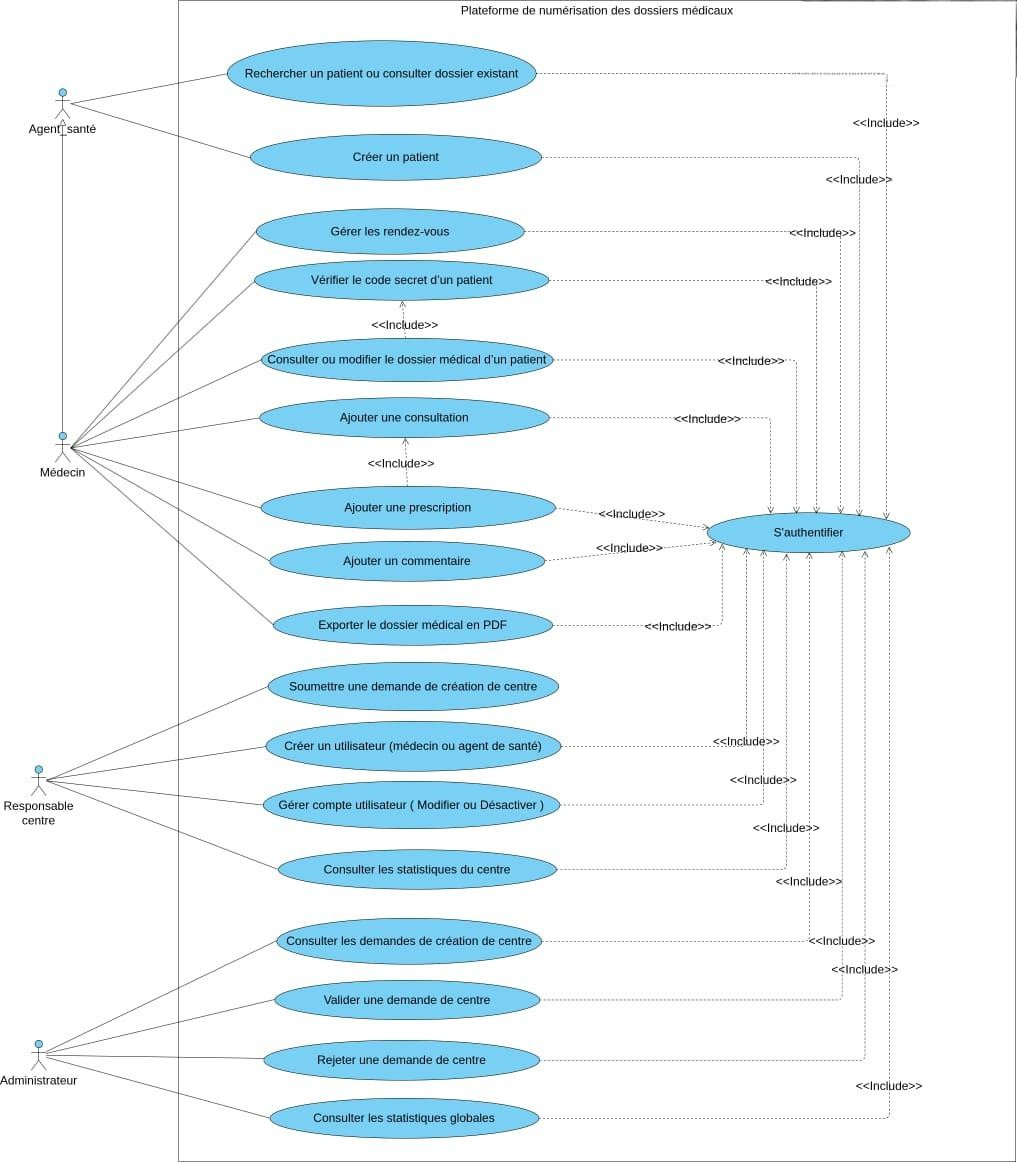 Plateforme de numérisation des dossiers médicaux
Rechercher un patient ou consulter dossier existant
<<Include>>
Agent_santé
Créer un patient
<<Include>>
Gérer les rendez-vous
<<Include>>
Vérifier le code secret d'un patient
<<Include>>
<<Include>>
Consulter ou modifier le dossier médical d'un patient
<<Include>>
Ajouter une consultation
<<Include>>
<<Include>>
Médecin
Ajouter une prescription
<<Include>>
S'authentifier
<<Include>>
Ajouter un commentaire
Exporter le dossier médical en PDF
<<Include>>
Soumettre une demande de création de centre
Créer un utilisateur (médecin ou agent de santé)
<<Include>>
<<Include>>
Responsable
centre
Gérer compte utilisateur ( Modifier ou Désactiver )
<<Include>>
Consulter les statistiques du centre
<<Include>>
Consulter les demandes de création de centre
<<Include>>
<<Include>>
Valider une demande de centre
Rejeter une demande de centre
Administrateur
<<Include>>
Consulter les statistiques globales